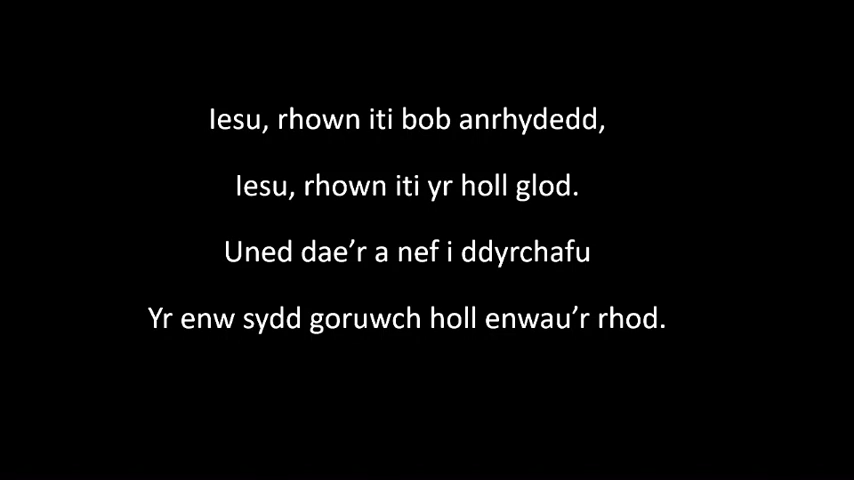 Iesu, rhown iti bob anrhydedd,
Iesu, rhown iti yr holl glod.
Uned dae’r a nef i ddyrchafu
Yr enw sydd goruwch holl enwau’r rhod.